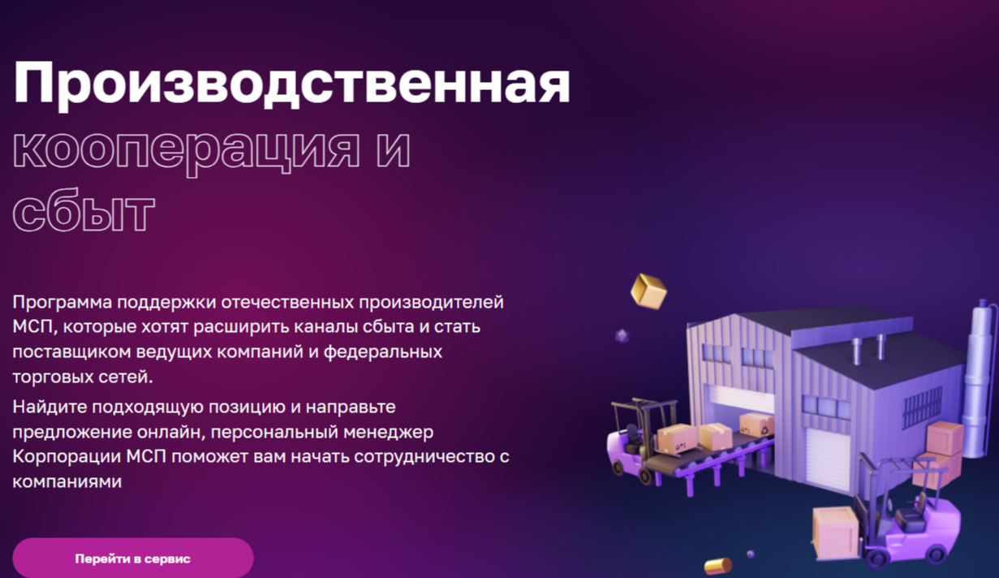 Производственная
кооперация и
сбыт
Программа поддержки отечественных производителей
МСП, которые хотят расширить каналы сбыта и стать
поставщиком ведущих компаний и федеральных
торговых сетей.
Найдите подходящую позицию и направьте
предложение онлайн, персональный менеджер
Корпорации МСП поможет вам начать сотрудничество с
компаниями
Перейти в сервис